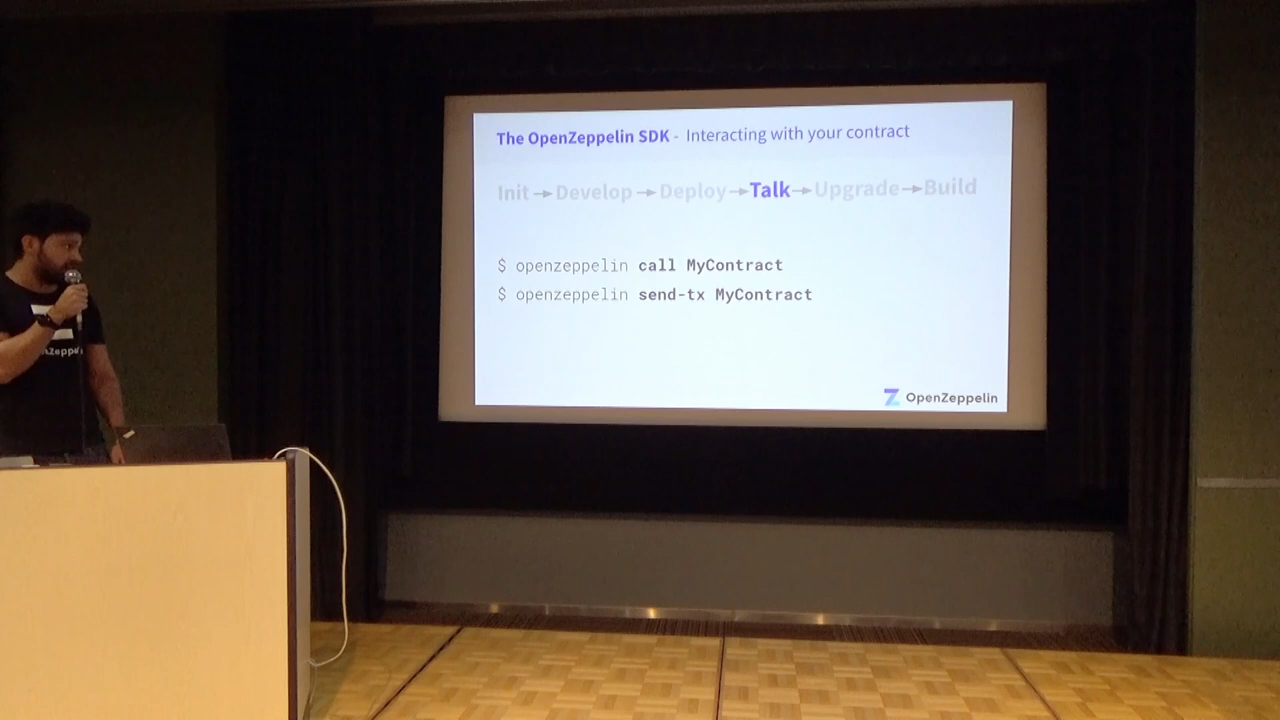 The OpenZeppelin SDK - Interacting with your contract
Init → Develop → Deploy → Talk → Upgrade → Build
$ openzeppelin call MyContract
$ openzeppelin send-tx MyContract
OpenZeppelin